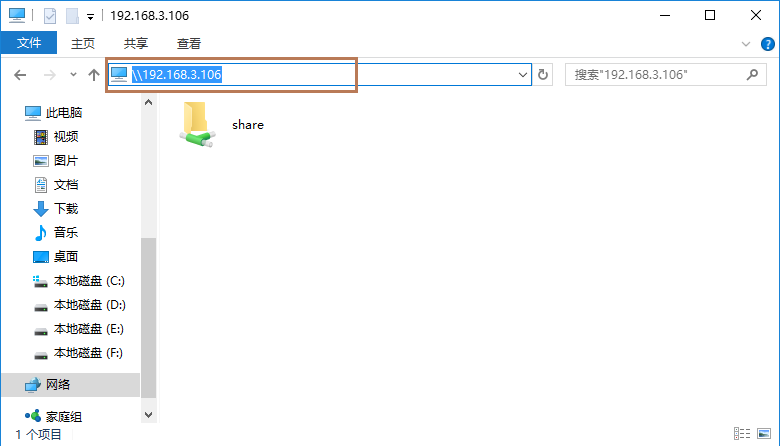 192.168.3.106
文件 主页 共享 查看
\\192.168.3.106 搜索"192.168.3.106"
此电脑
视频
图片
文档
下载
音乐
桌面
本地磁盘 (C:)
本地磁盘 (D:)
本地磁盘 (E:)
本地磁盘 (F:)
网络
家庭组
share
1 个项目